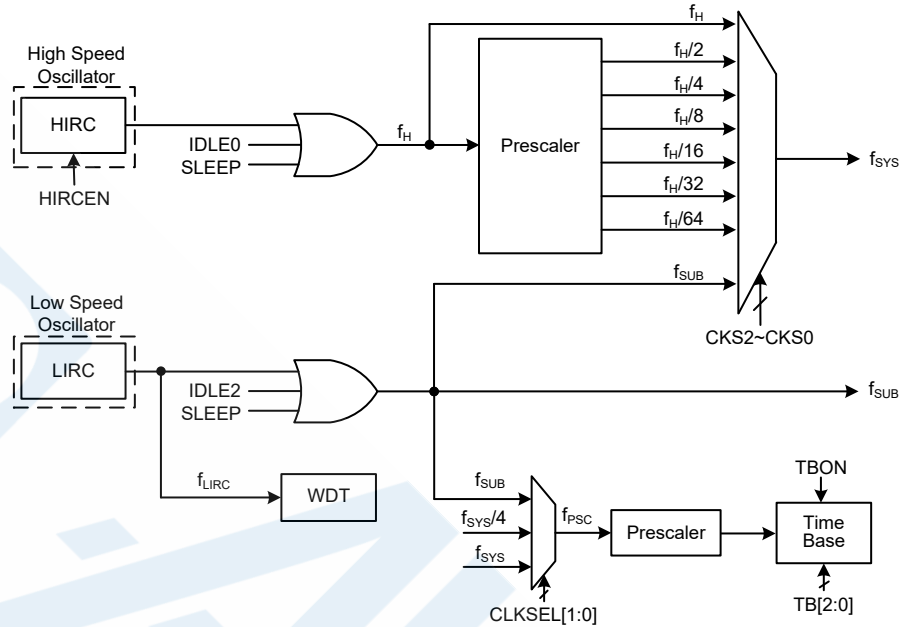 High Speed
Oscillator
HIRC
HIRCEN
IDLE0
SLEEP
fH
fH
Prescaler
fH/2
fH/4
fH/8
fH/16
fH/32
fH/64
fSUB
CKS2~CKS0
fSYS
Low Speed
Oscillator
LIRC
IDLE2
SLEEP
fSUB
fLIRC
WDT
fSUB
fSYS/4
fSYS
CLKSEL[1:0]
fPSC
Prescaler
TBON
Time
Base
TB[2:0]